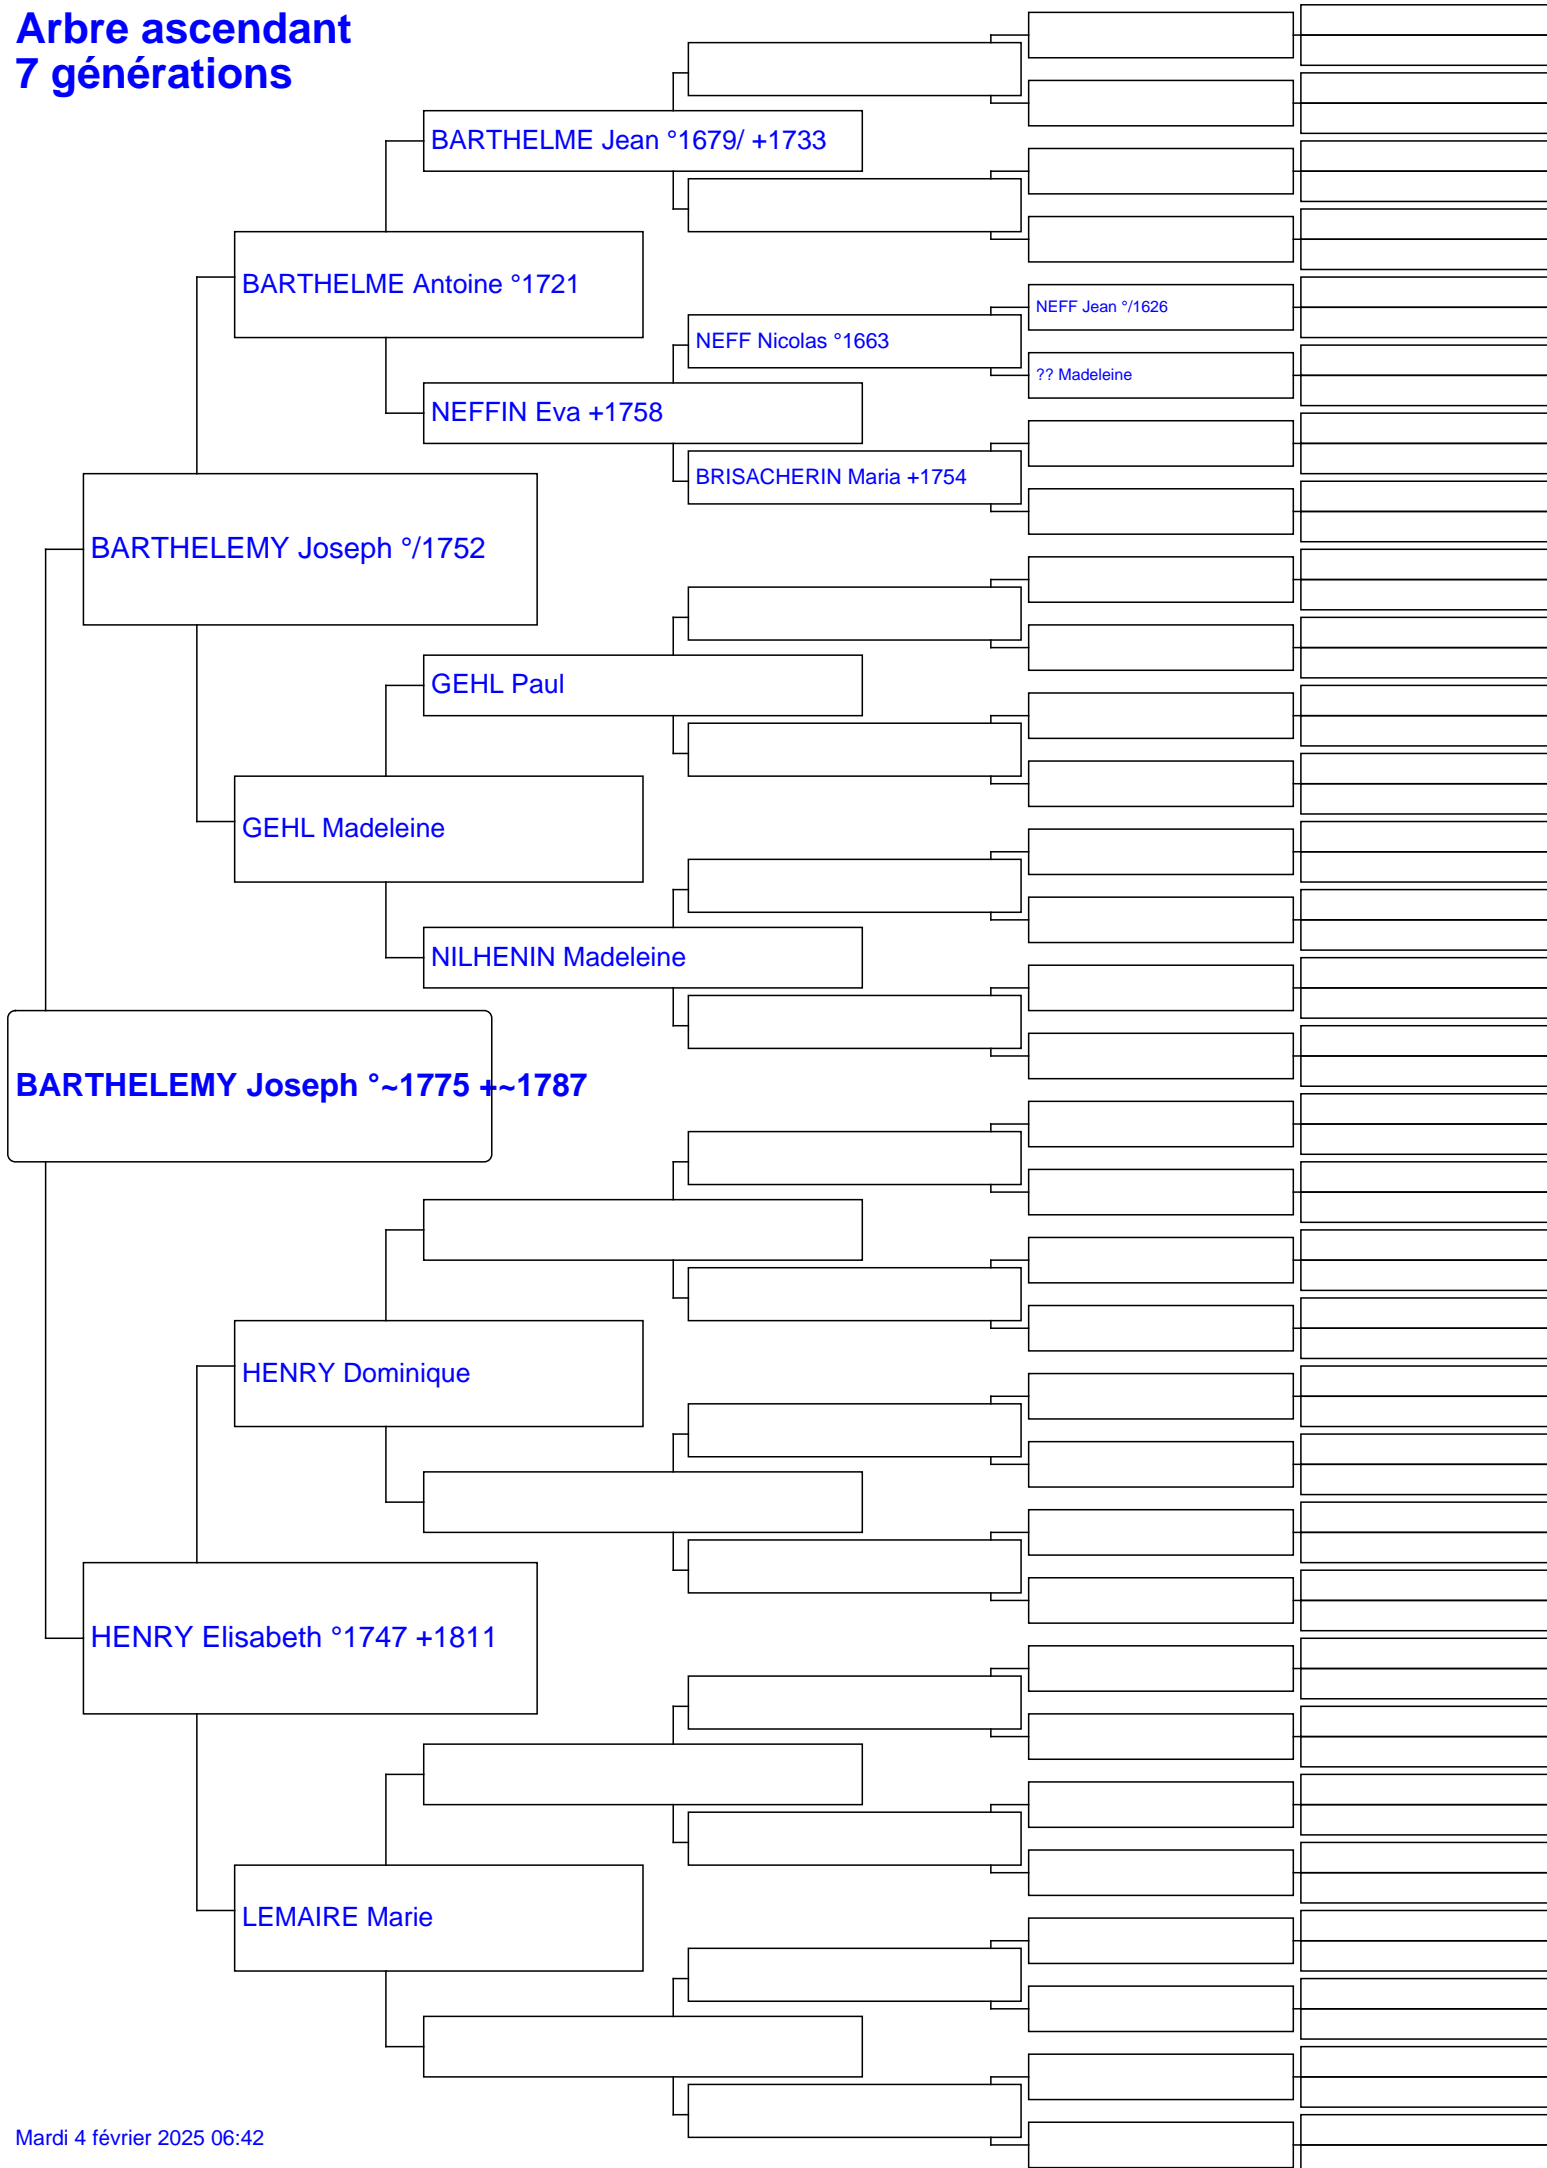 Arbre ascendant
7 générations
BARTHELME Jean °1679/ +1733
BARTHELME Antoine °1721
NEFF Jean °/1626
NEFF Nicolas °1663
?? Madeleine
NEFFIN Eva +1758
BRISACHERIN Maria +1754
BARTHELEMY Joseph °/1752
GEHL Paul
GEHL Madeleine
NILHENIN Madeleine
BARTHELEMY Joseph °~1775 +~1787
HENRY Dominique
HENRY Elisabeth °1747 +1811
LEMAIRE Marie
Mardi 4 février 2025 06:42